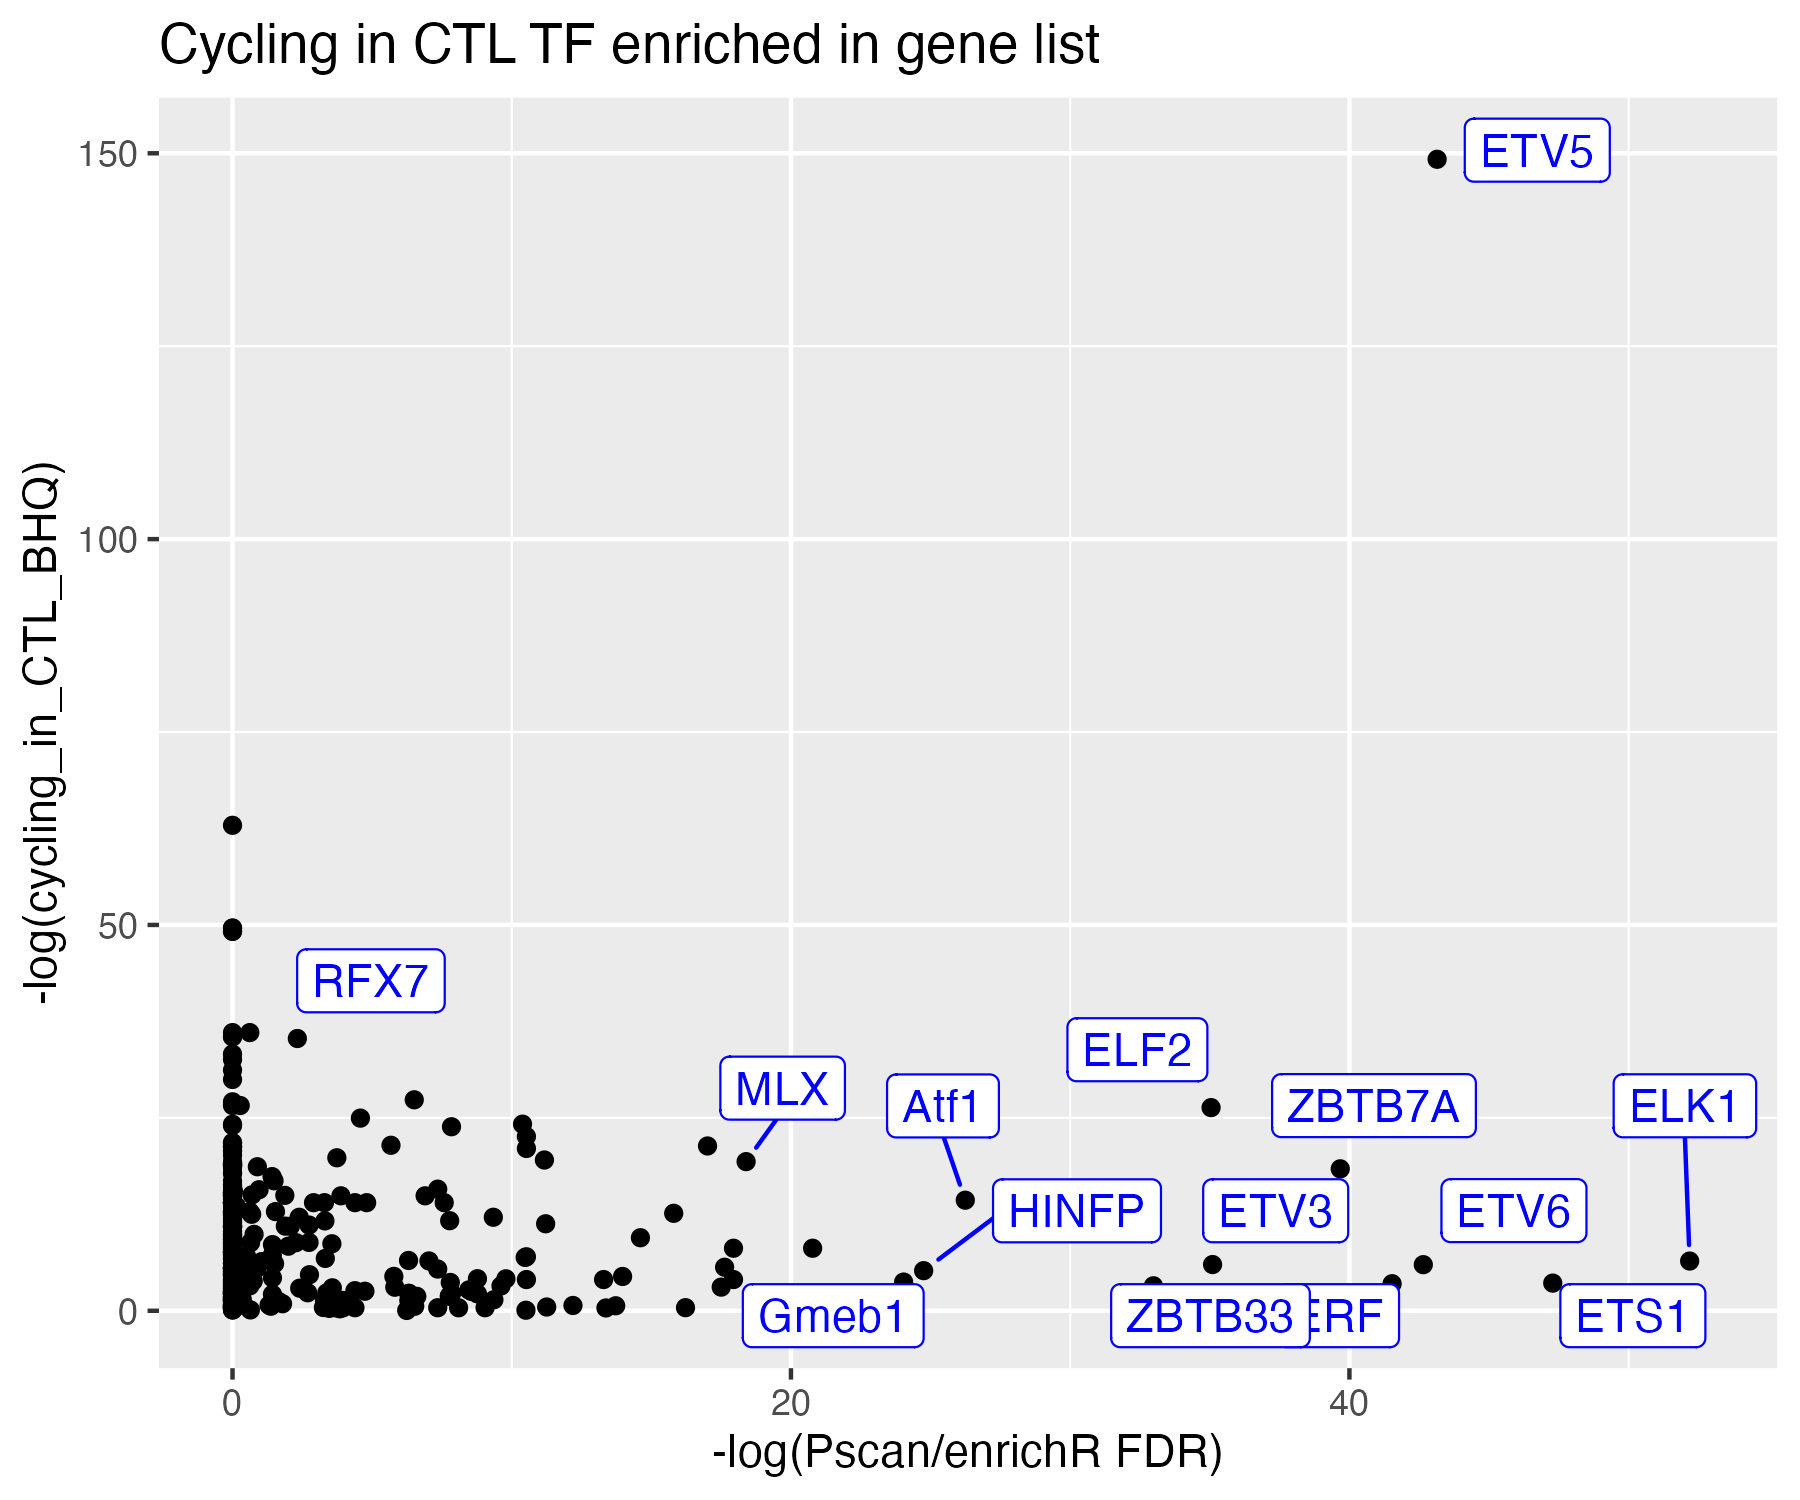 Cycling in CTL TF enriched in gene list
-log(cycling_in_CTL_BHQ)
150
100
50
0
ETV5
RFX7
ELF2
MLX
Atf1
ZBTB7A
ELK1
HINFP
ETV3
ETV6
Gmeb1
ZBTB33
ERF
ETS1
0
20
40
-log(Pscan/enrichR FDR)